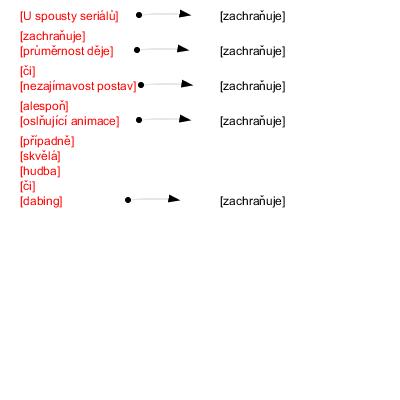 [U spousty seriálů] [zachraňuje]
[zachraňuje]
[průměrnost děje] [zachraňuje]
[či]
[nezajímavost postav] [zachraňuje]
[alespoň]
[oslňující animace] [zachraňuje]
[případně]
[skvělá]
[hudba]
[či]
[dabing] [zachraňuje]